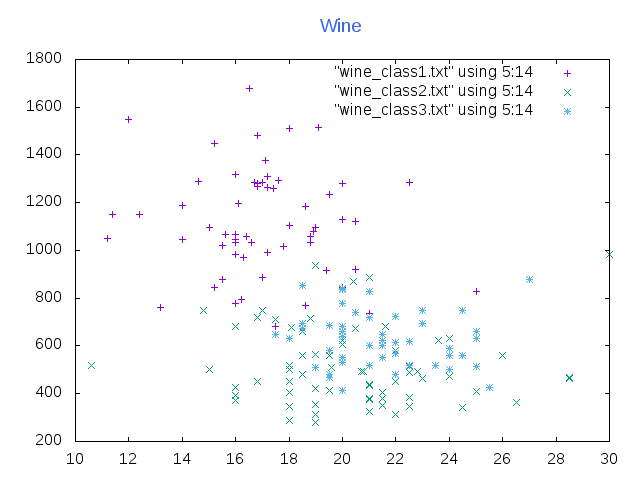 Wine
"wine_class1.txt" using 5:14
"wine_class2.txt" using 5:14
"wine_class3.txt" using 5:14
1800
1600
1400
1200
1000
800
600
400
200
10 12 14 16 18 20 22 24 26 28 30